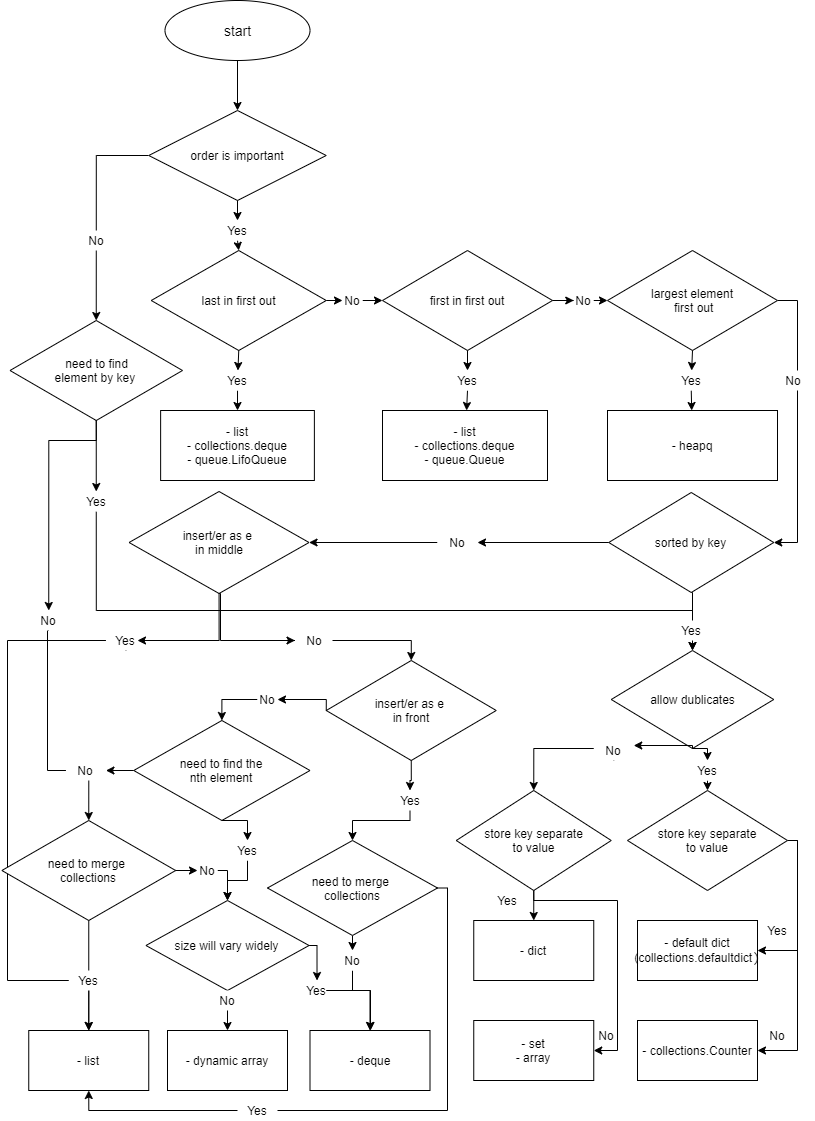 start
order is important
Yes
No
last in first out
No
first in first out
No
largest element
first out
need to find
element by key
Yes
Yes
Yes
No
- list
- collections.deque
- queue.LifoQueue
- list
- collections.deque
- queue.Queue
- heapq
Yes
insert/er as e
in middle
No
sorted by key
No
Yes
No
Yes
insert/er as e
in front
allow dublicates
No
need to find the
nth element
No
No
Yes
Yes
Yes
store key separate
to value
store key separate
to value
need to merge
collections
No
need to merge
collections
Yes
size will vary widely
- dict
Yes
- default dict
(collections.defaultdict)
No
Yes
Yes
No
- list
- dynamic array
- deque
- set
- array
No
- collections.Counter
No
Yes